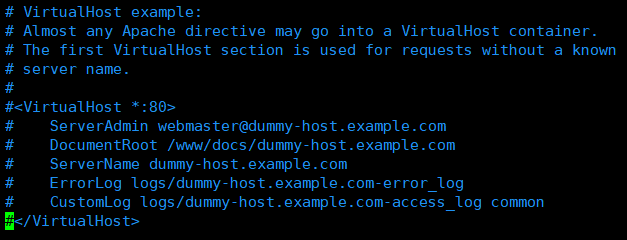 # VirtualHost example:
# Almost any Apache directive may go into a VirtualHost container.
# The first VirtualHost section is used for requests without a known
# server name.
#
#<VirtualHost *:80>
#    ServerAdmin webmaster@dummy-host.example.com
#    DocumentRoot /www/docs/dummy-host.example.com
#    ServerName dummy-host.example.com
#    ErrorLog logs/dummy-host.example.com-error_log
#    CustomLog logs/dummy-host.example.com-access_log common
#</VirtualHost>